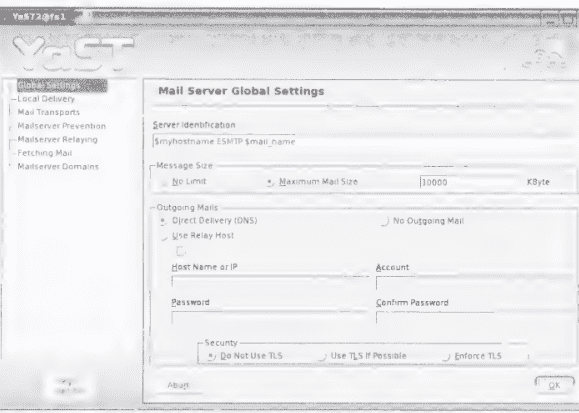 YaST2@fs1
YaST
Global Settings
Local Delivery
Mail Transports
Mailserver Prevention
Mailserver Relaying
Fetching Mail
Mailserver Domains
Mail Server Global Settings
Server Identification
$myhostname ESMTP $mail_name
Message Size
No Limit Maximum Mail Size 10000 KByte
Outgoing Mails
Direct Delivery (DNS) No Outgoing Mail
Use Relay Host
Host Name or IP Account
Password Confirm Password
Security
Do Not Use TLS Use TLS If Possible Enforce TLS
Abort OK